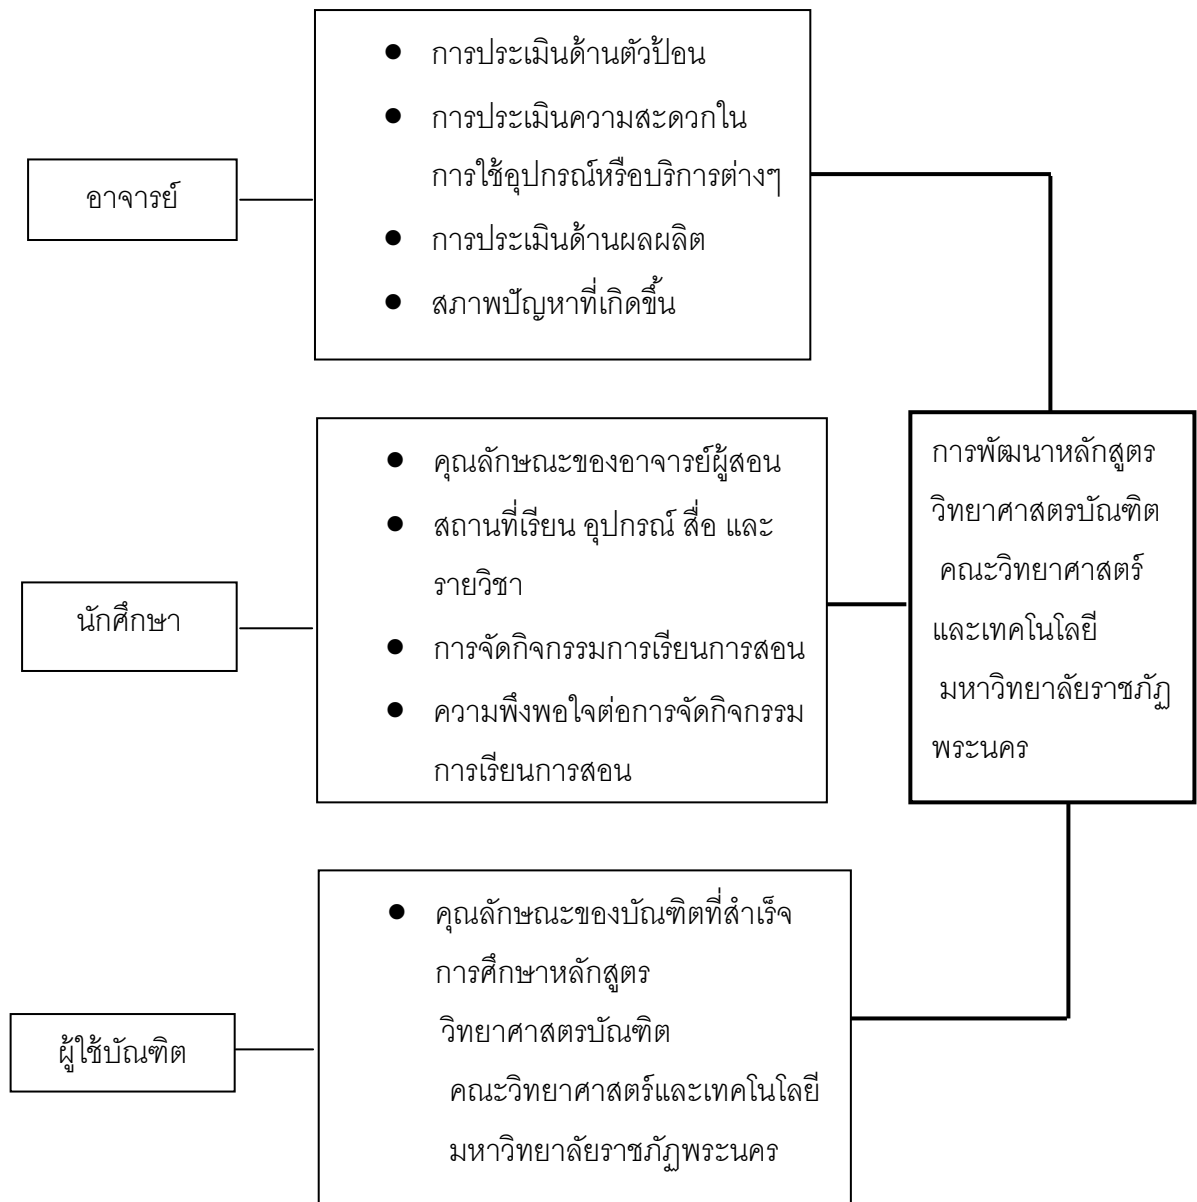 อาจารย์
● การประเมินด้านตัวป้อน
● การประเมินความสะดวกใน
การใช้อุปกรณ์หรือบริการต่างๆ
● การประเมินด้านผลผลิต
● สภาพปัญหาที่เกิดขึ้น
นักศึกษา
● คุณลักษณะของอาจารย์ผู้สอน
● สถานที่เรียน อุปกรณ์ สื่อ และ
รายวิชา
● การจัดกิจกรรมการเรียนการสอน
● ความพึงพอใจต่อการจัดกิจกรรม
การเรียนการสอน
ผู้ใช้บัณฑิต
● คุณลักษณะของบัณฑิตที่สำเร็จ
การศึกษาหลักสูตร
วิทยาศาสตรบัณฑิต
คณะวิทยาศาสตร์และเทคโนโลยี
มหาวิทยาลัยราชภัฏพระนคร
การพัฒนาหลักสูตร
วิทยาศาสตรบัณฑิต
คณะวิทยาศาสตร์
และเทคโนโลยี
มหาวิทยาลัยราชภัฏ
พระนคร